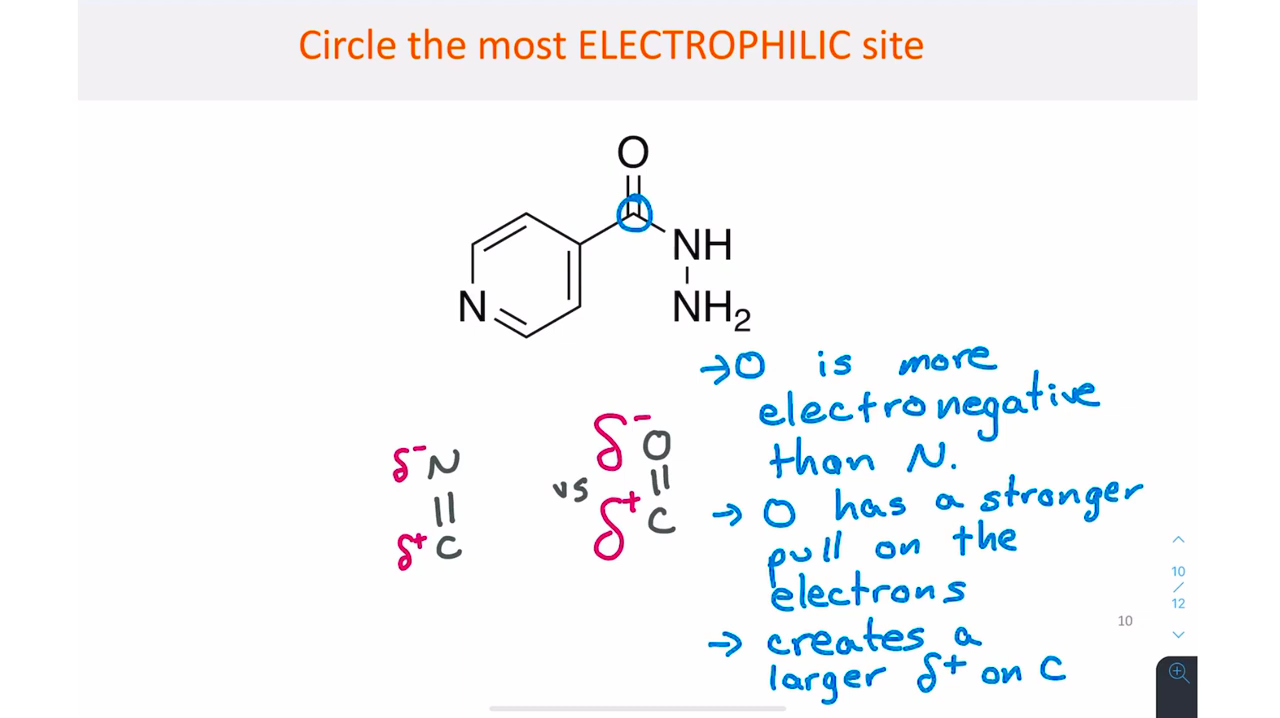 Circle the most ELECTROPHILIC site
O
NH
N
NH2
→ O is more
electronegative
than N.
δ- N
δ- O
vs
δ+ C
δ+ C
→ O has a stronger
pull on the
electrons
→ creates a
larger δ+ on C
10
/
12
10